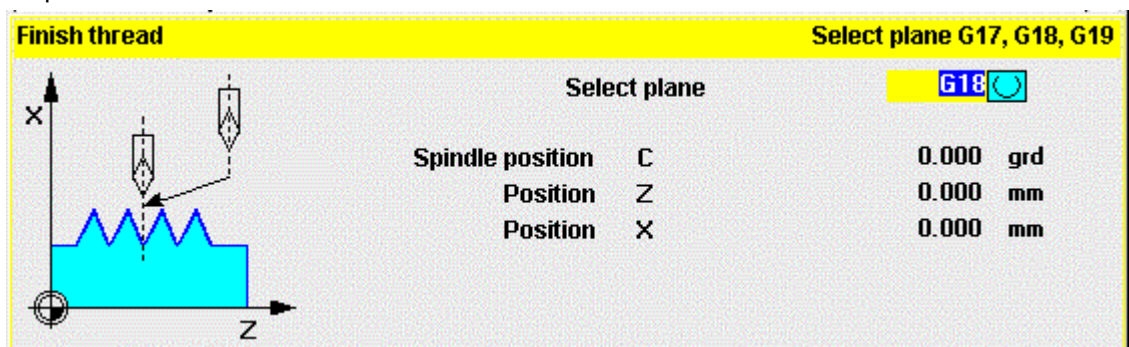 Finish thread Select plane G17, G18, G19
Select plane G18
X
Spindle position C 0.000 grd
Position Z 0.000 mm
Position X 0.000 mm
Z